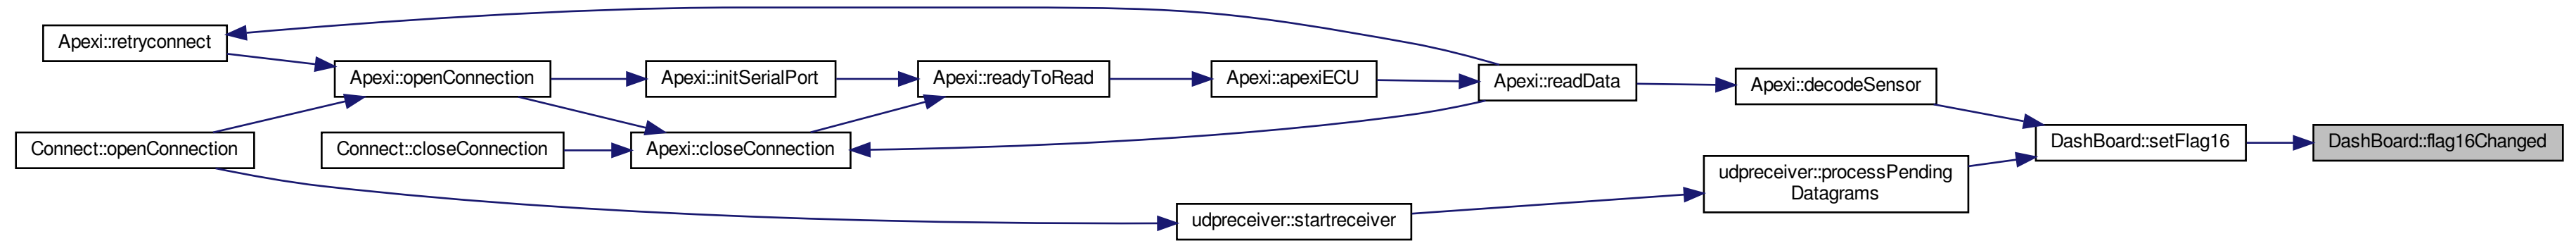 Apexi::retryconnect
Apexi::openConnection
Apexi::initSerialPort
Apexi::readyToRead
Apexi::apexiECU
Apexi::readData
Apexi::decodeSensor
Connect::openConnection
Connect::closeConnection
Apexi::closeConnection
DashBoard::setFlag16
DashBoard::flag16Changed
udpreceiver::processPending
Datagrams
udpreceiver::startreceiver